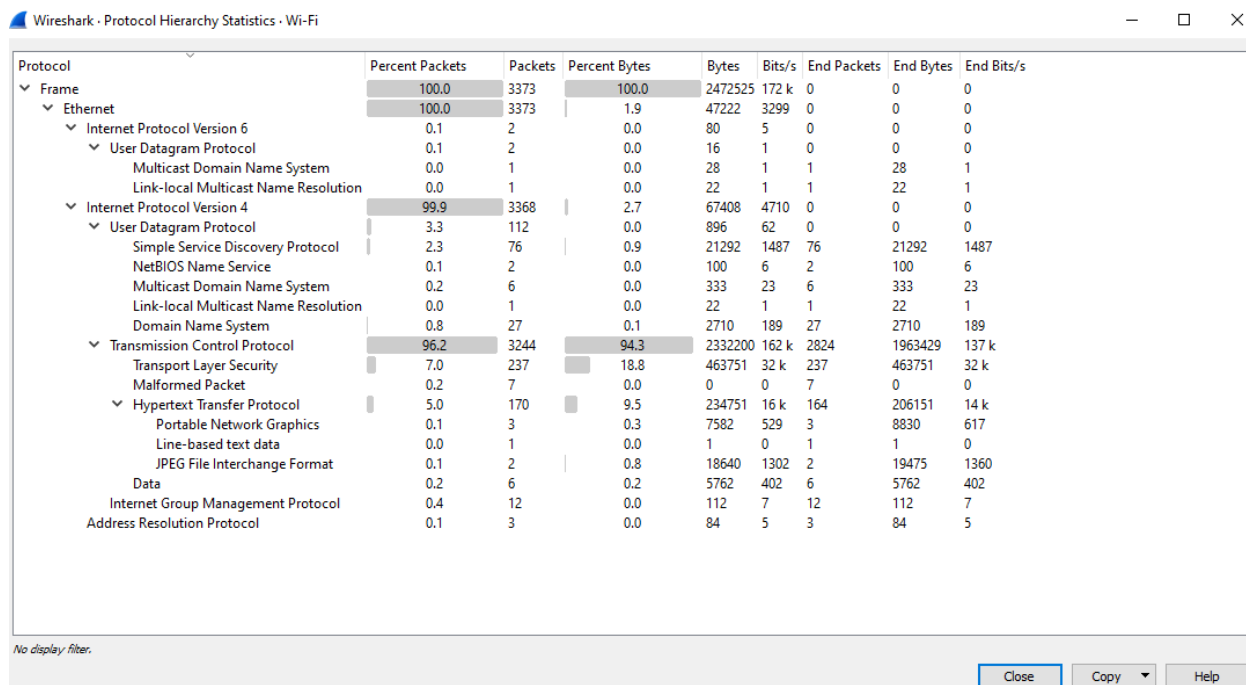 Wireshark · Protocol Hierarchy Statistics · Wi-Fi
Protocol Percent Packets Packets Percent Bytes Bytes Bits/s End Packets End Bytes End Bits/s
Frame 100.0 3373 100.0 2472525 172 k 0 0 0
Ethernet 100.0 3373 1.9 47222 3299 0 0 0
Internet Protocol Version 6 0.1 2 0.0 80 5 0 0 0
User Datagram Protocol 0.1 2 0.0 16 1 0 0 0
Multicast Domain Name System 0.0 1 0.0 28 1 1 28 1
Link-local Multicast Name Resolution 0.0 1 0.0 22 1 1 22 1
Internet Protocol Version 4 99.9 3368 2.7 67408 4710 0 0 0
User Datagram Protocol 3.3 112 0.0 896 62 0 0 0
Simple Service Discovery Protocol 2.3 76 0.9 21292 1487 76 21292 1487
NetBIOS Name Service 0.1 2 0.0 100 6 2 100 6
Multicast Domain Name System 0.2 6 0.0 333 23 6 333 23
Link-local Multicast Name Resolution 0.0 1 0.0 22 1 1 22 1
Domain Name System 0.8 27 0.1 2710 189 27 2710 189
Transmission Control Protocol 96.2 3244 94.3 2332200 162 k 2824 1963429 137 k
Transport Layer Security 7.0 237 18.8 463751 32 k 237 463751 32 k
Malformed Packet 0.2 7 0.0 0 0 7 0 0
Hypertext Transfer Protocol 5.0 170 9.5 234751 16 k 164 206151 14 k
Portable Network Graphics 0.1 3 0.3 7582 529 3 8830 617
Line-based text data 0.0 1 0.0 1 0 1 1 0
JPEG File Interchange Format 0.1 2 0.8 18640 1302 2 19475 1360
Data 0.2 6 0.2 5762 402 6 5762 402
Internet Group Management Protocol 0.4 12 0.0 112 7 12 112 7
Address Resolution Protocol 0.1 3 0.0 84 5 3 84 5
No display filter.
Close Copy Help